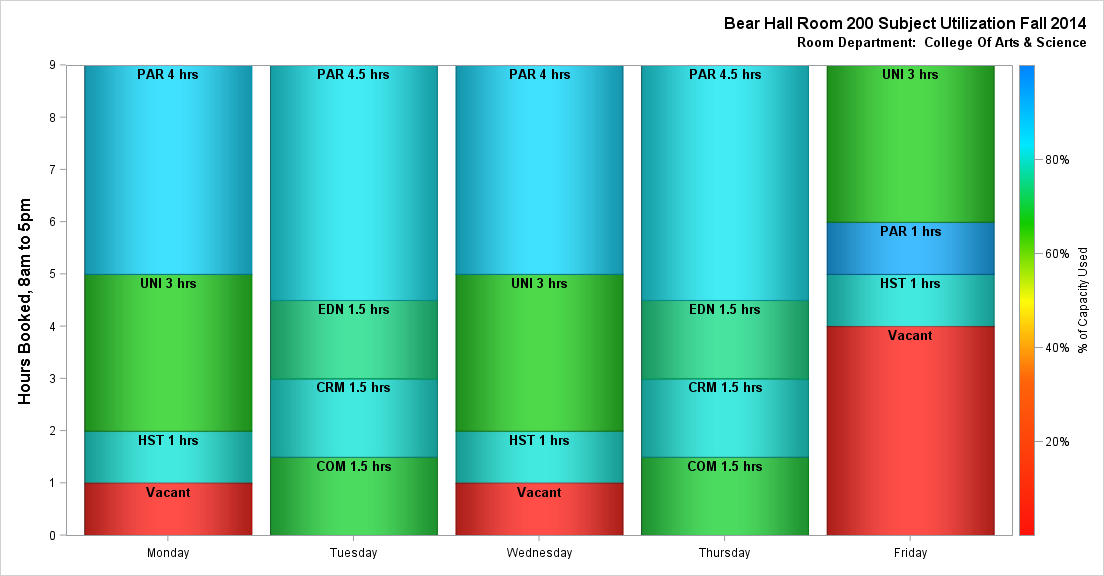 Bear Hall Room 200 Subject Utilization Fall 2014
Room Department:  College Of Arts & Science
Hours Booked, 8am to 5pm
9
8
7
6
5
4
3
2
1
0
PAR 4 hrs
UNI 3 hrs
HST 1 hrs
Vacant
PAR 4.5 hrs
EDN 1.5 hrs
CRM 1.5 hrs
COM 1.5 hrs
PAR 4 hrs
UNI 3 hrs
HST 1 hrs
Vacant
PAR 4.5 hrs
EDN 1.5 hrs
CRM 1.5 hrs
COM 1.5 hrs
UNI 3 hrs
PAR 1 hrs
HST 1 hrs
Vacant
Monday
Tuesday
Wednesday
Thursday
Friday
80%
60%
40%
20%
% of Capacity Used